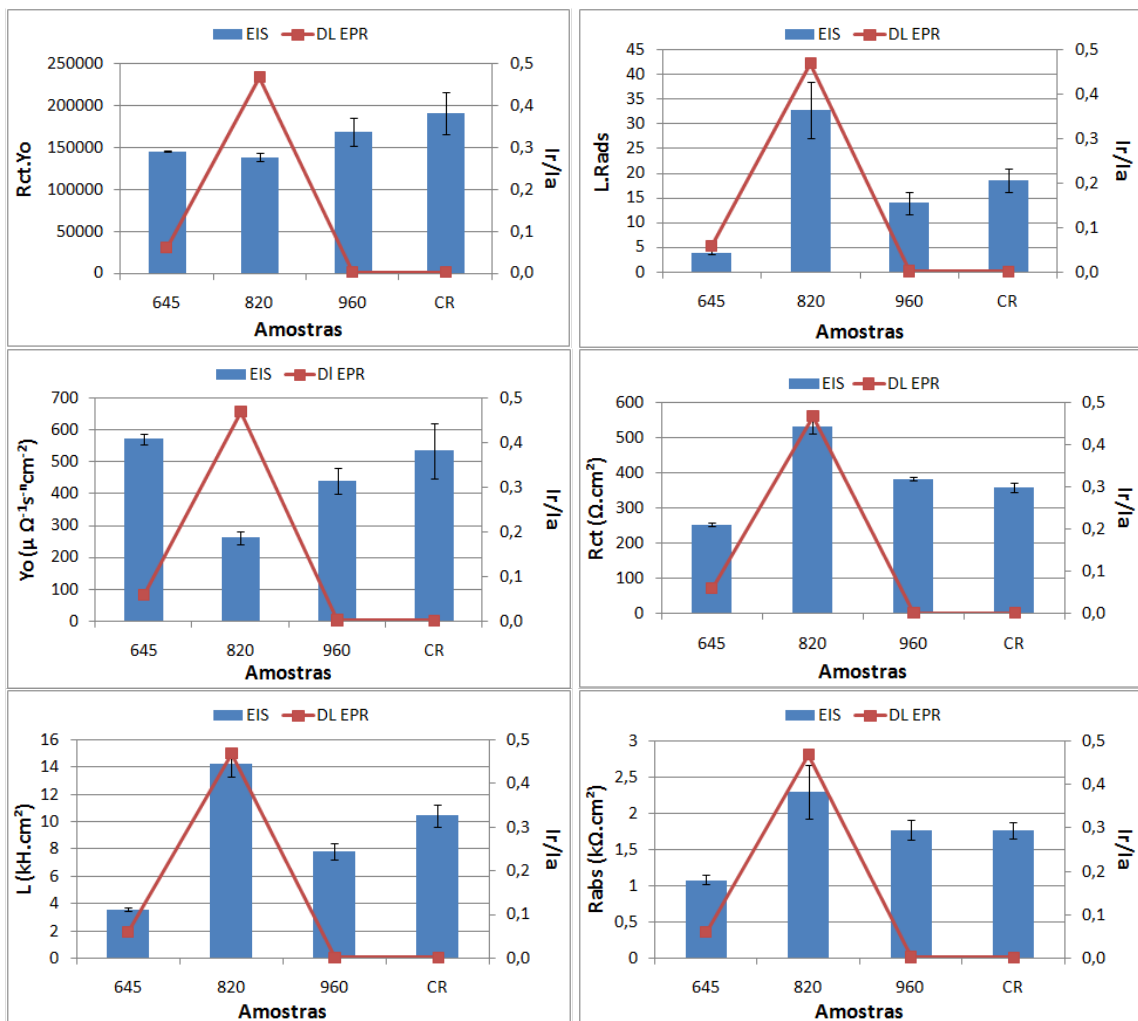 EIS DL EPR
250000 0,5
200000 0,4
150000 0,3
100000 0,2
50000 0,1
0 0,0
Rct.Yo
Ir/Ia
645 820 960 CR
Amostras
EIS DL EPR
45 0,5
40
35 0,4
30
25 0,3
20 0,2
15
10 0,1
5
0 0,0
L.Rads
Ir/Ia
645 820 960 CR
Amostras
EIS Dl EPR
700 0,5
600 0,4
500
400 0,3
300 0,2
200
100 0,1
0 0,0
Yo (µ Ω⁻¹sⁿcm⁻²)
Ir/Ia
645 820 960 CR
Amostras
EIS DL EPR
600 0,5
500 0,4
400 0,3
300
200 0,2
100 0,1
0 0,0
Rct (Ω.cm²)
Ir/Ia
645 820 960 CR
Amostras
EIS DL EPR
16 0,5
14
12 0,4
10 0,3
8
6 0,2
4 0,1
2
0 0,0
L (kH.cm²)
Ir/Ia
645 820 960 CR
Amostras
EIS DL EPR
3 0,5
2,5 0,4
2 0,3
1,5
1 0,2
0,5 0,1
0 0,0
Rabs (kΩ.cm²)
Ir/Ia
645 820 960 CR
Amostras